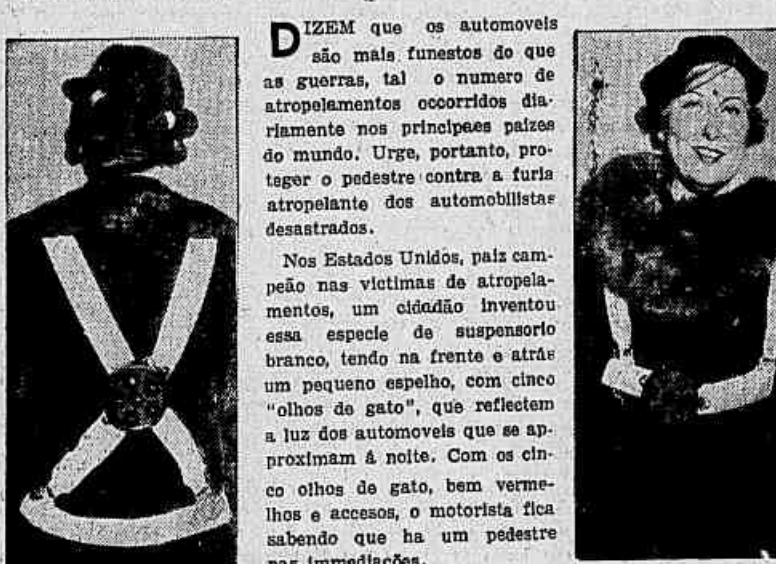 DIZEM que os automoveis
são mais funestos do que
as guerras, tal o numero de
atropelamentos occorridos dia-
riamente nos principaes paizes
do mundo. Urge, portanto, pro-
teger o pedestre contra a furia
atropelante dos automobilistas
desastrados.
Nos Estados Unidos, paiz cam-
peão nas victimas de atropela-
mentos, um cidadão inventou
essa especie de suspensorio
branco, tendo na frente e atrás
um pequeno espelho, com cinco
"olhos de gato", que reflectem
a luz dos automoveis que se ap-
proximam á noite. Com os cin-
co olhos de gato, bem verme-
lhos e accesos, o motorista fica
sabendo que ha um pedestre
nas immediações.